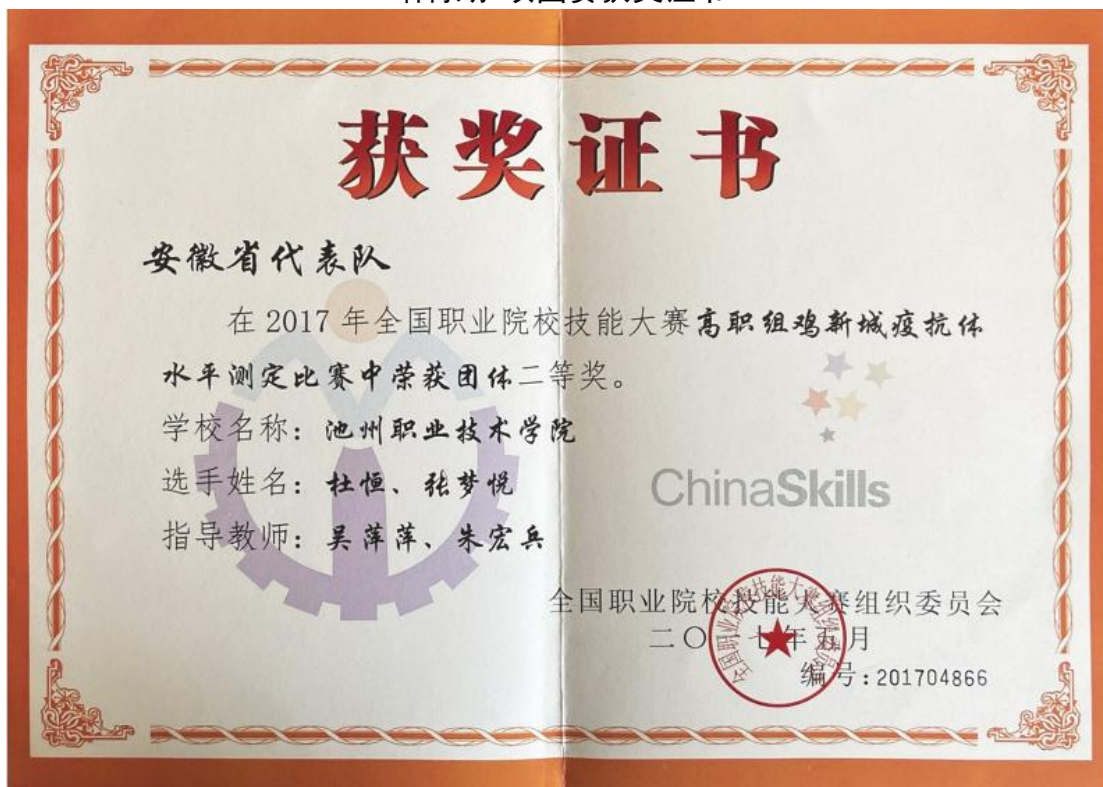 获奖证书
安徽省代表队
在 2017 年全国职业院校技能大赛高职组鸡新城疫抗体
水平测定比赛中荣获团体二等奖。
学校名称：池州职业技术学院
选手姓名：杜恒、张梦悦
指导教师：吴萍萍、朱宏兵
ChinaSkills
全国职业院校技能大赛组织委员会
二〇一七年五月
编号:201704866